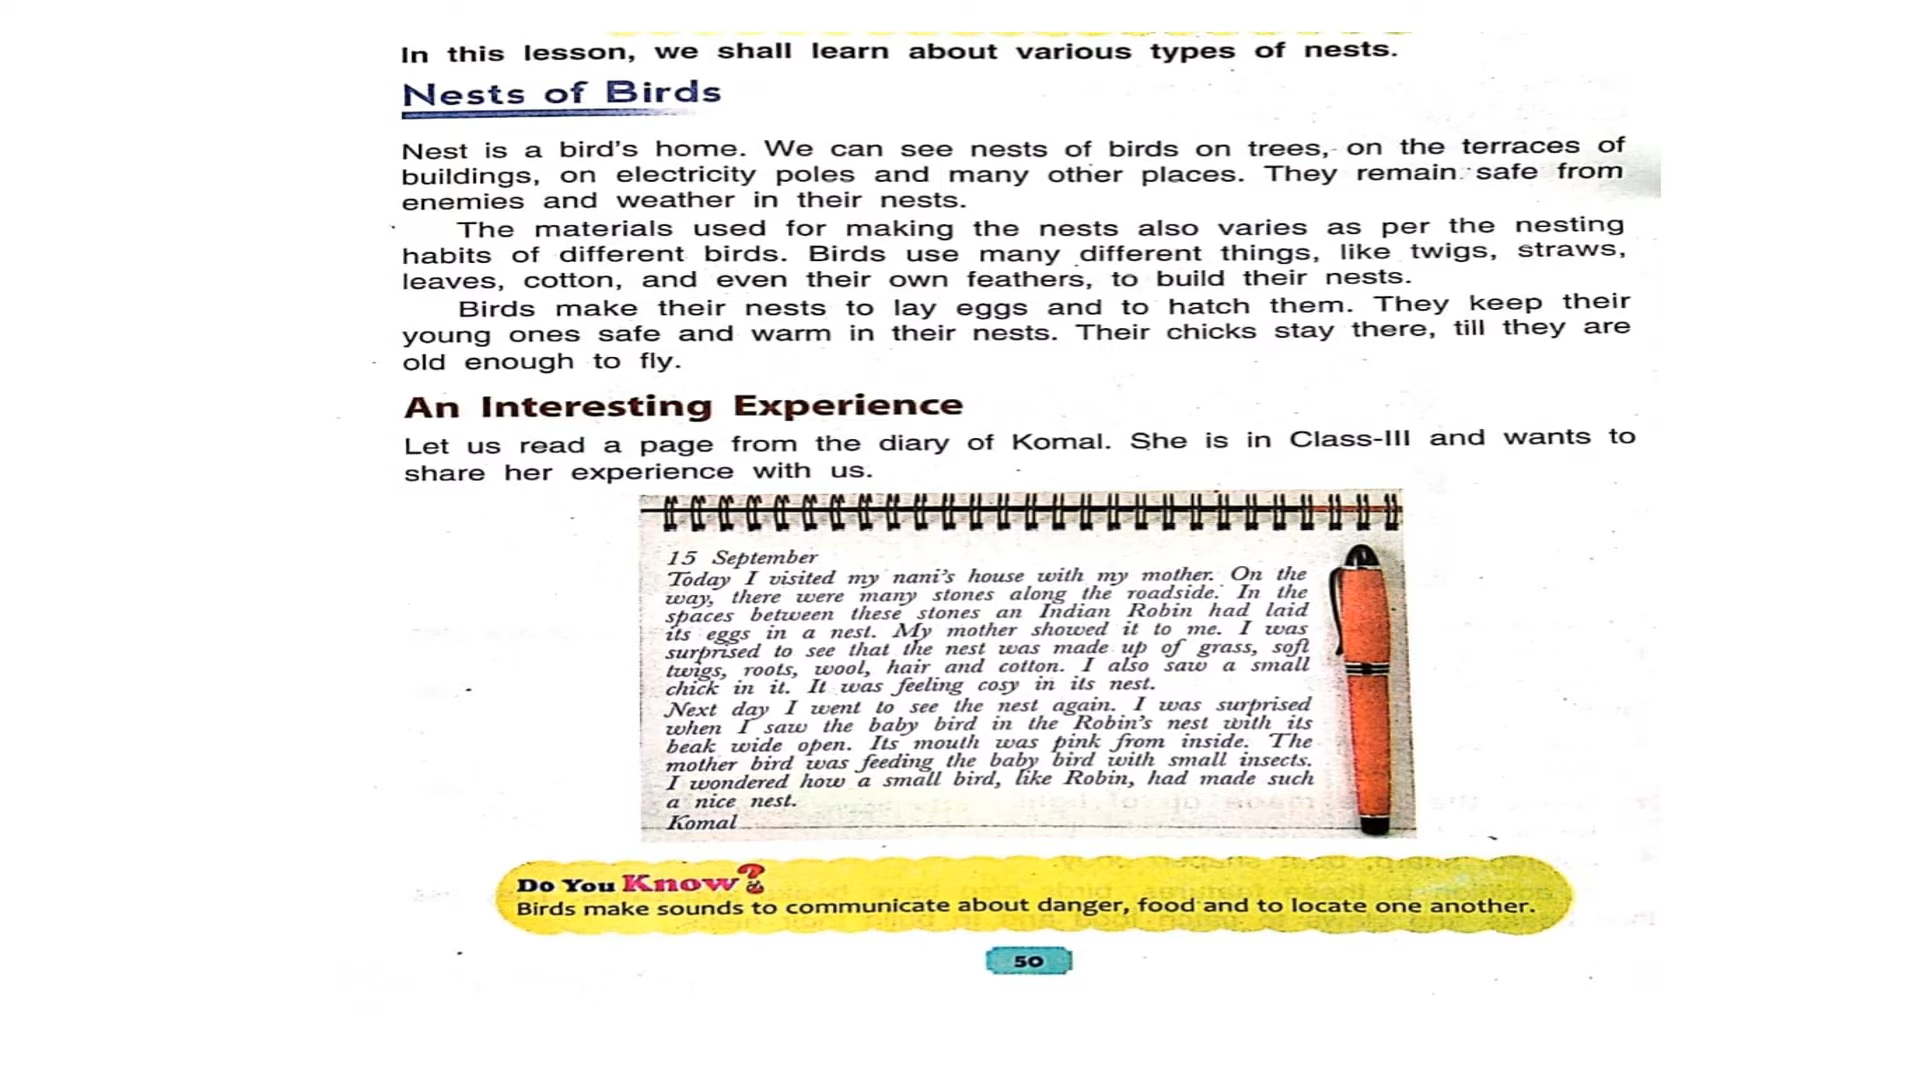 In this lesson, we shall learn about various types of nests.
Nests of Birds
Nest is a bird's home. We can see nests of birds on trees, on the terraces of
buildings, on electricity poles and many other places. They remain safe from
enemies and weather in their nests.
The materials used for making the nests also varies as per the nesting
habits of different birds. Birds use many different things, like twigs, straws,
leaves, cotton, and even their own feathers, to build their nests.
Birds make their nests to lay eggs and to hatch them. They keep their
young ones safe and warm in their nests. Their chicks stay there, till they are
old enough to fly.
An Interesting Experience
Let us read a page from the diary of Komal. She is in Class-III and wants to
share her experience with us.
15 September
Today I visited my nani's house with my mother. On the
way, there were many stones along the roadside. In the
spaces between these stones an Indian Robin had laid
its eggs in a nest. My mother showed it to me. I was
surprised to see that the nest was made up of grass, soft
twigs, roots, wool, hair and cotton. I also saw a small
chick in it. It was feeling cosy in its nest.
Next day I went to see the nest again. I was surprised
when I saw the baby bird in the Robin's nest with its
beak wide open. Its mouth was pink from inside. The
mother bird was feeding the baby bird with small insects.
I wondered how a small bird, like Robin, had made such
a nice nest.
Komal
Do You Know?
Birds make sounds to communicate about danger, food and to locate one another.
50